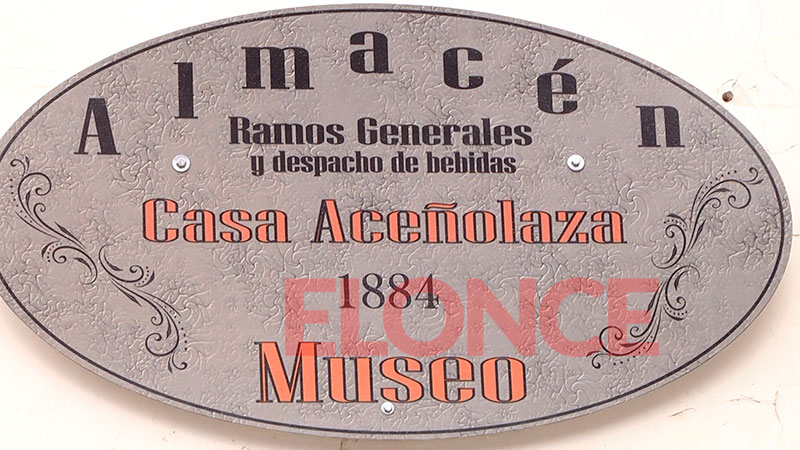 Almacén
Ramos Generales
y despacho de bebidas
Casa Aceñolaza
1884
ELONCE
Museo